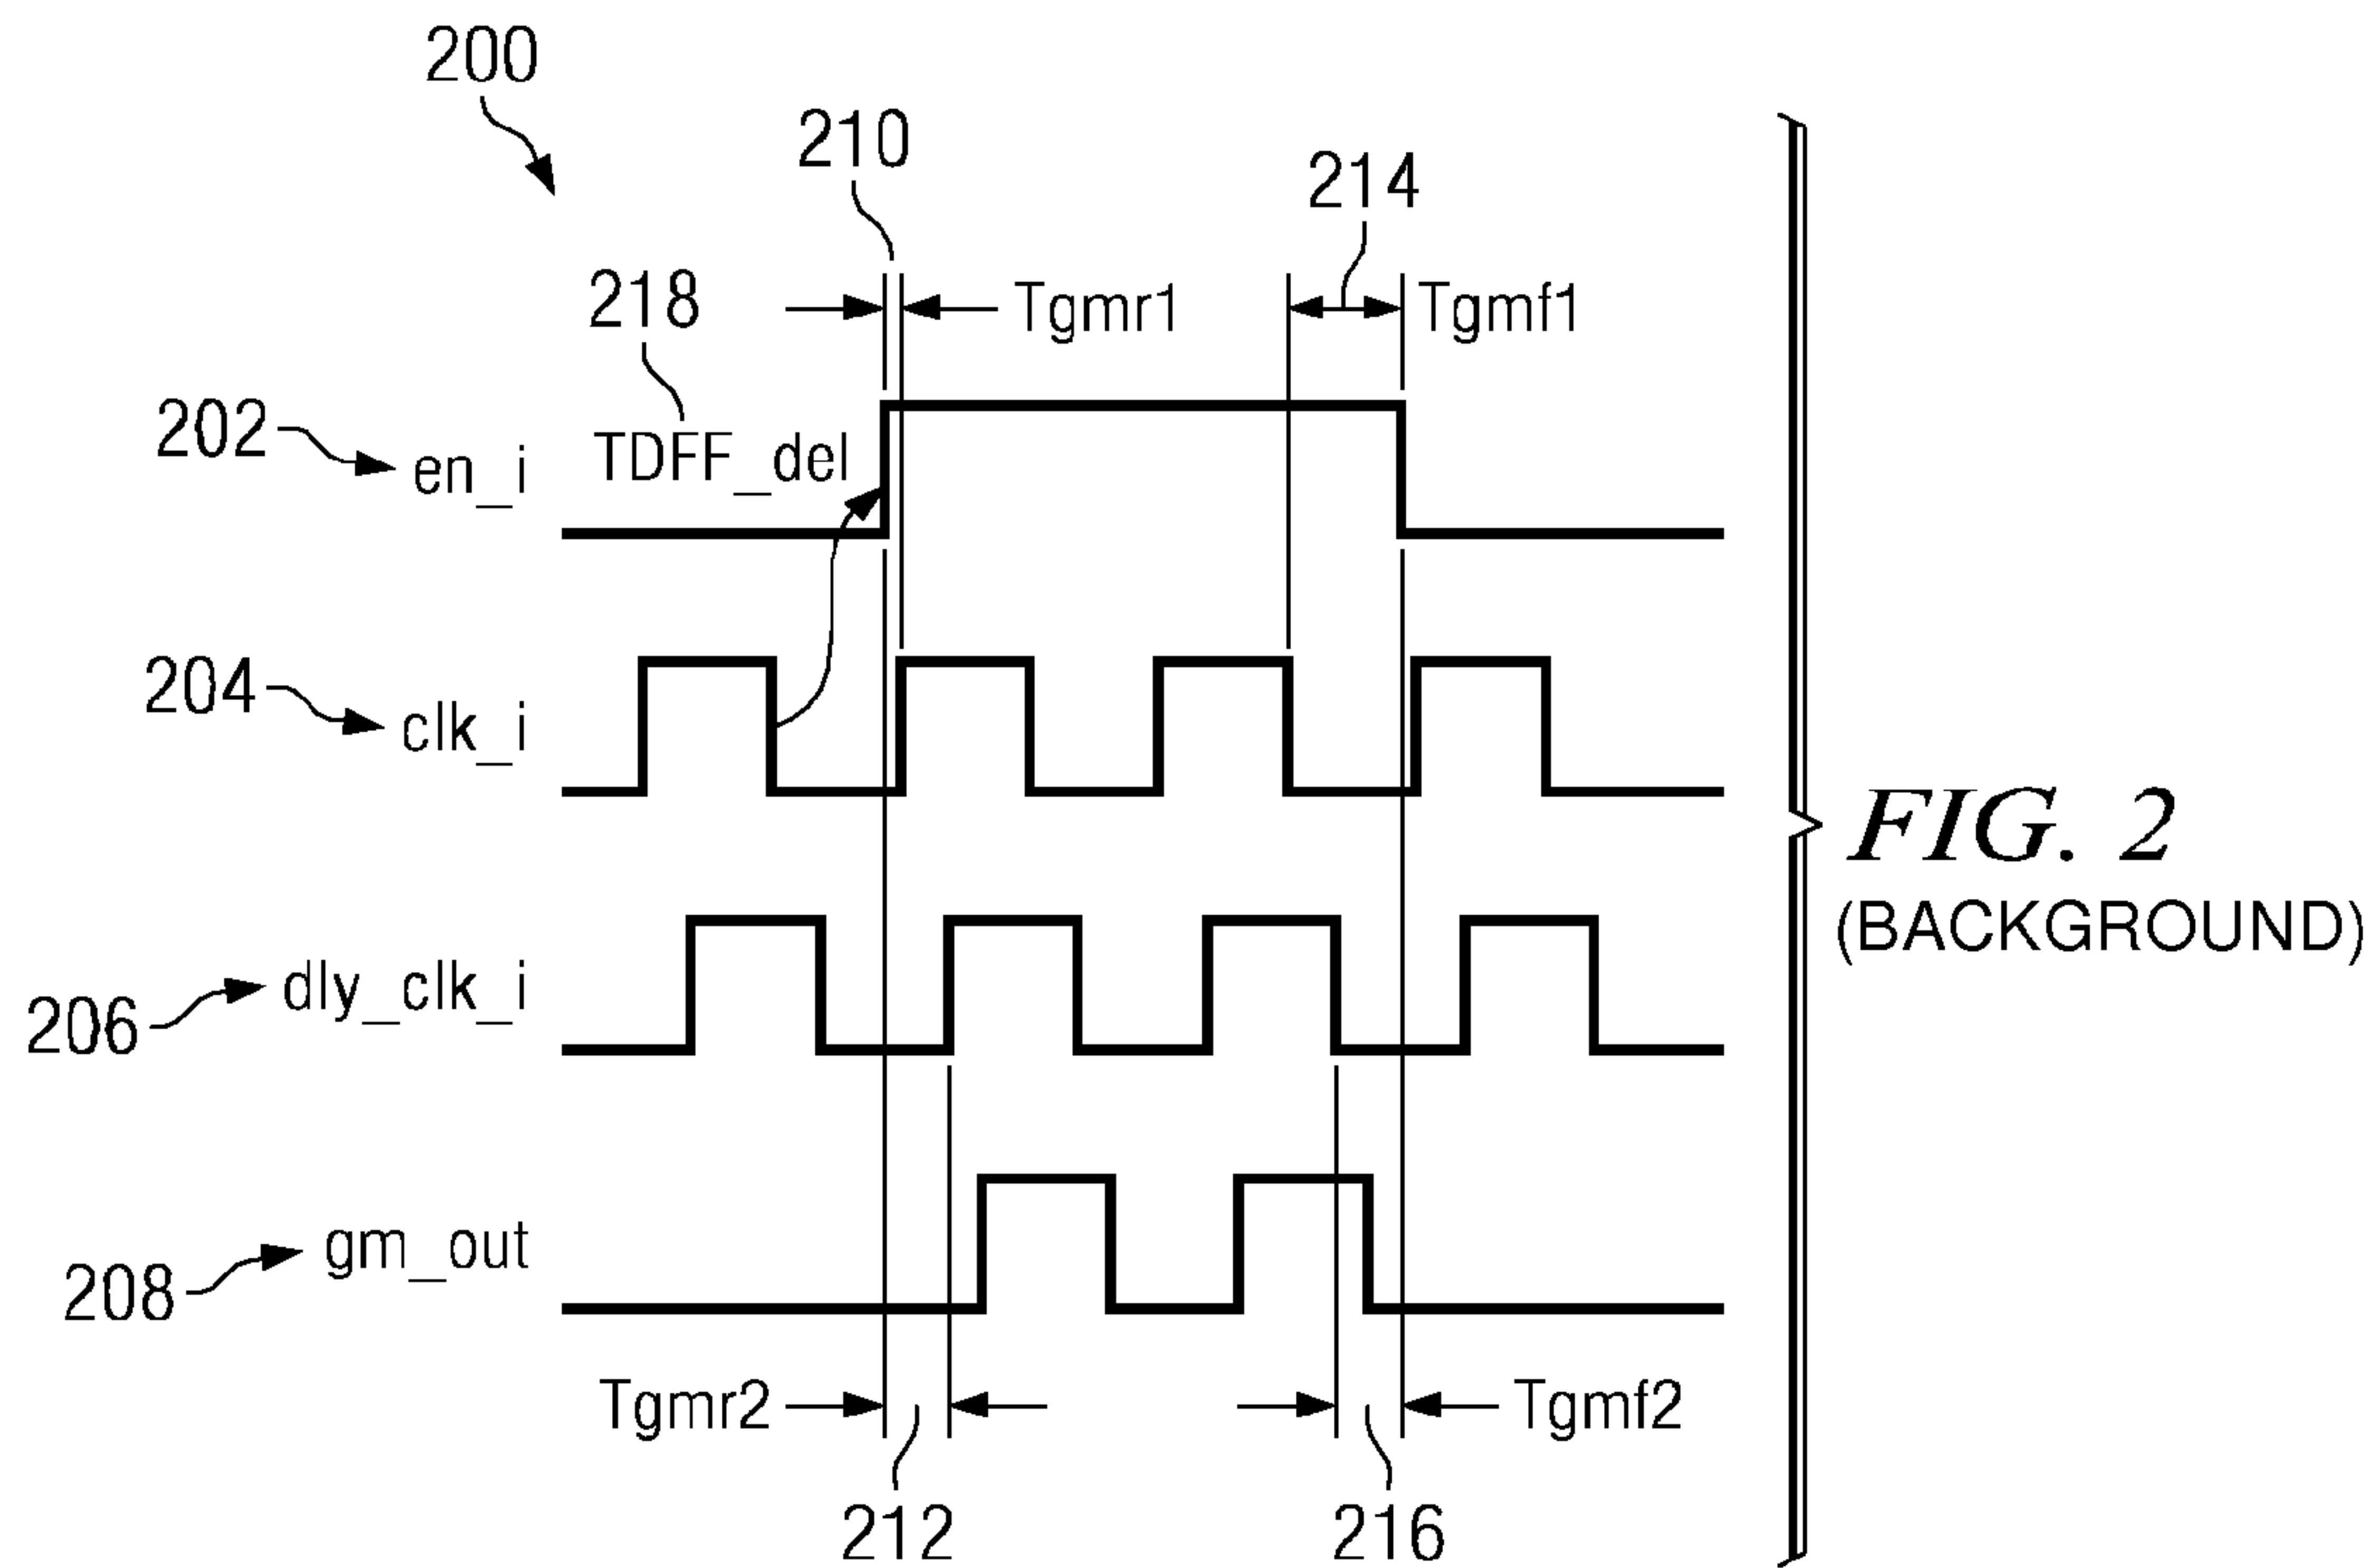 200
210
214
218
Tgmr1
Tgmf1
202
en_i
TDFF_del
204
clk_i
FIG. 2
(BACKGROUND)
206
dly_clk_i
208
gm_out
Tgmr2
Tgmf2
212
216